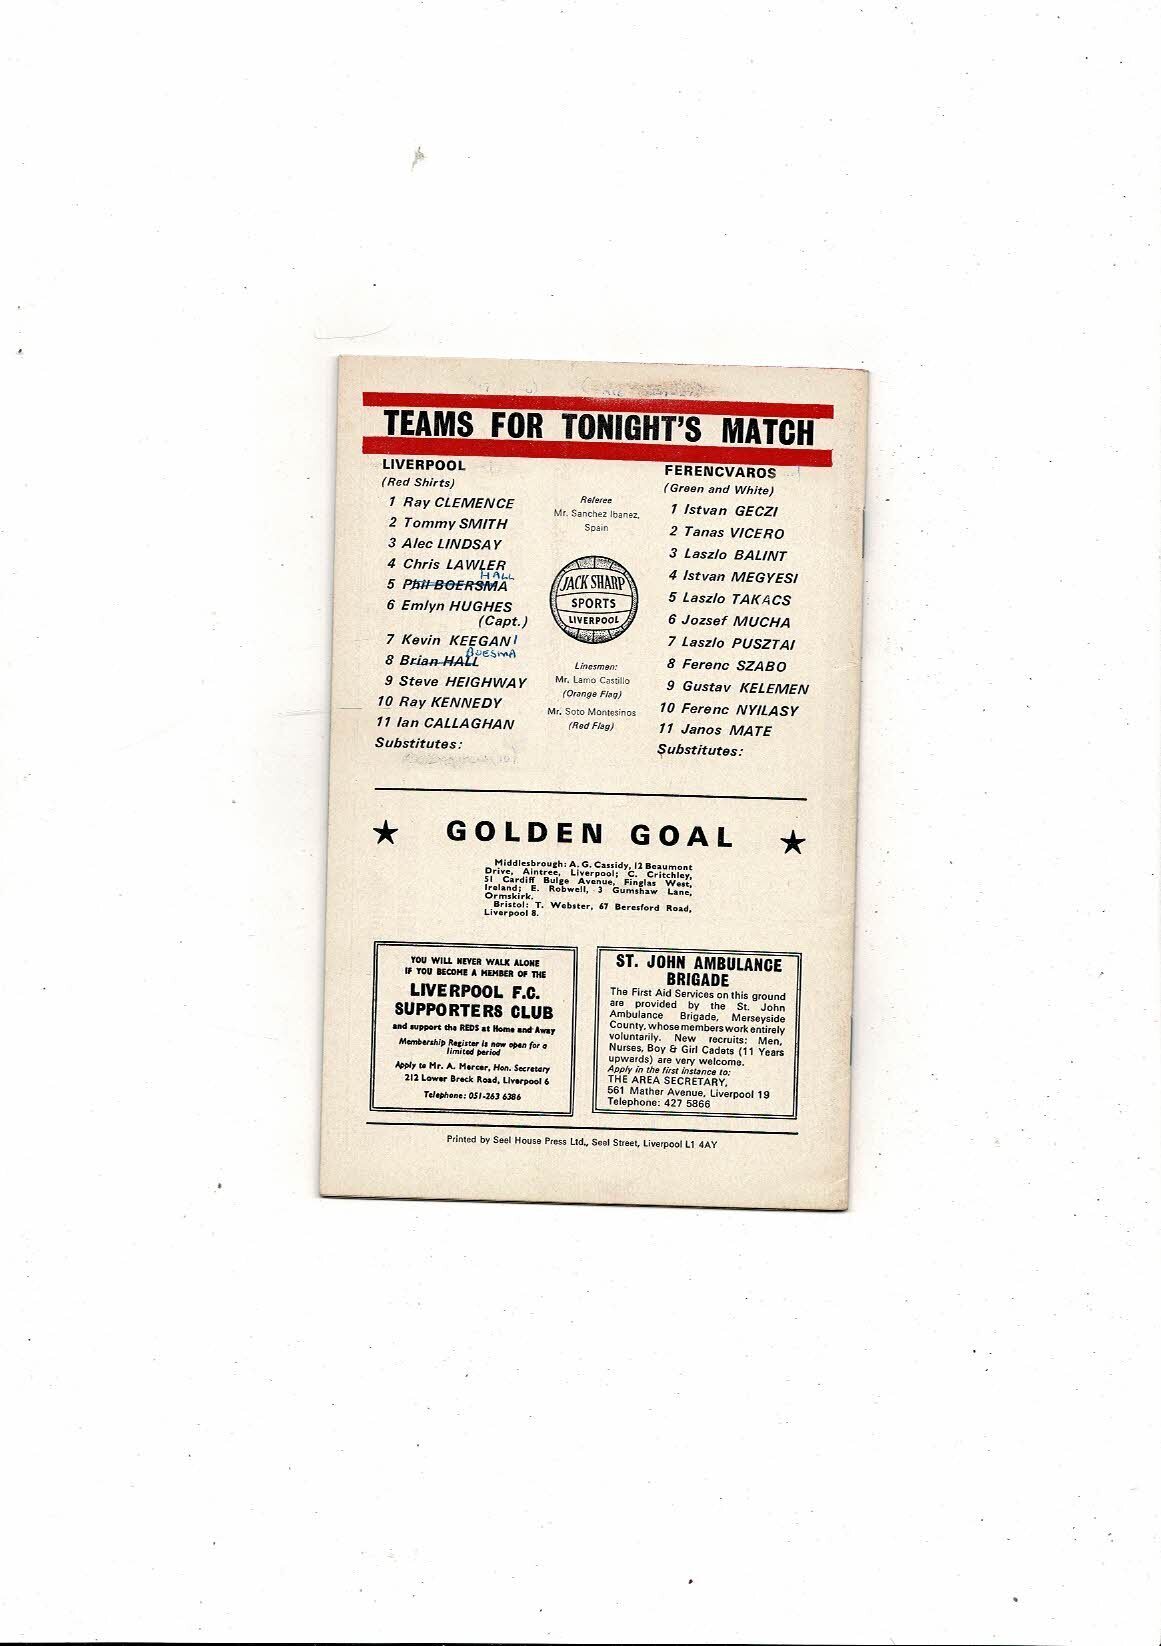 TEAMS FOR TONIGHT'S MATCH
LIVERPOOL
(Red Shirts)
1 Ray CLEMENCE
2 Tommy SMITH
3 Alec LINDSAY
4 Chris LAWLER
HALL
5 Phil BOERSMA
6 Emlyn HUGHES
(Capt.)
7 Kevin KEEGAN 1
BOESMA
8 Brian HALL
9 Steve HEIGHWAY
10 Ray KENNEDY
11 Ian CALLAGHAN
Substitutes:
Referee
Mr. Sanchez Ibanez,
Spain
JACK SHARP
SPORTS
LIVERPOOL
Linesmen:
Mr. Lamo Castillo
(Orange Flag)
Mr. Soto Montesinos
(Red Flag)
FERENCVAROS
(Green and White)
1 Istvan GECZI
2 Tanas VICERO
3 Laszlo BALINT
4 Istvan MEGYESI
5 Laszlo TAKACS
6 Jozsef MUCHA
7 Laszlo PUSZTAI
8 Ferenc SZABO
9 Gustav KELEMEN
10 Ferenc NYILASY
11 Janos MATE
Substitutes:
★ GOLDEN GOAL ★
Middlesbrough: A. G. Cassidy, 12 Beaumont
Drive, Aintree, Liverpool; C. Critchley,
51 Cardiff Bulge Avenue, Finglas West,
Ireland; E. Robwell, 3 Gumshaw Lane,
Ormskirk.
Bristol: T. Webster, 67 Beresford Road,
Liverpool 8.
YOU WILL NEVER WALK ALONE
IF YOU BECOME A MEMBER OF THE
LIVERPOOL F.C.
SUPPORTERS CLUB
and support the REDS at Home and Away
Membership Register is now open for a
limited period
Apply to Mr. A. Mercer, Hon. Secretary
212 Lower Breck Road, Liverpool 6
Telephone: 051-263 6386
ST. JOHN AMBULANCE
BRIGADE
The First Aid Services on this ground
are provided by the St. John
Ambulance Brigade, Merseyside
County, whose members work entirely
voluntarily. New recruits: Men,
Nurses, Boy & Girl Cadets (11 Years
upwards) are very welcome.
Apply in the first instance to:
THE AREA SECRETARY,
561 Mather Avenue, Liverpool 19
Telephone: 427 5866
Printed by Seel House Press Ltd., Seel Street, Liverpool L1 4AY